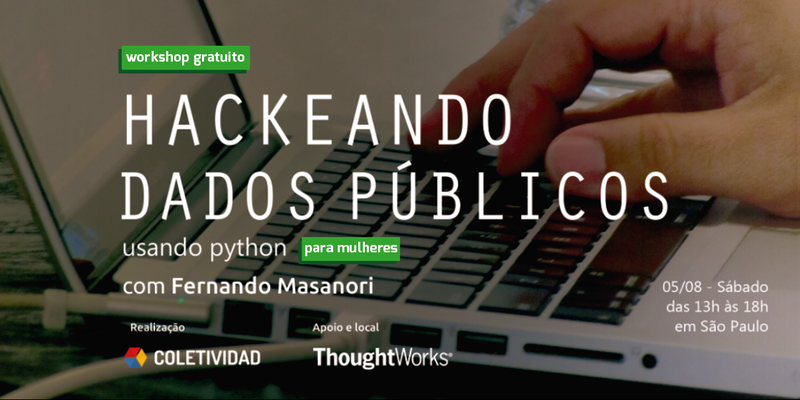 workshop gratuito
HACKEANDO
DADOS PÚBLICOS
usando python para mulheres
com Fernando Masanori
05/08 - Sábado
das 13h às 18h
em São Paulo
Realização
Apoio e local
COLETIVIDAD
ThoughtWorks®